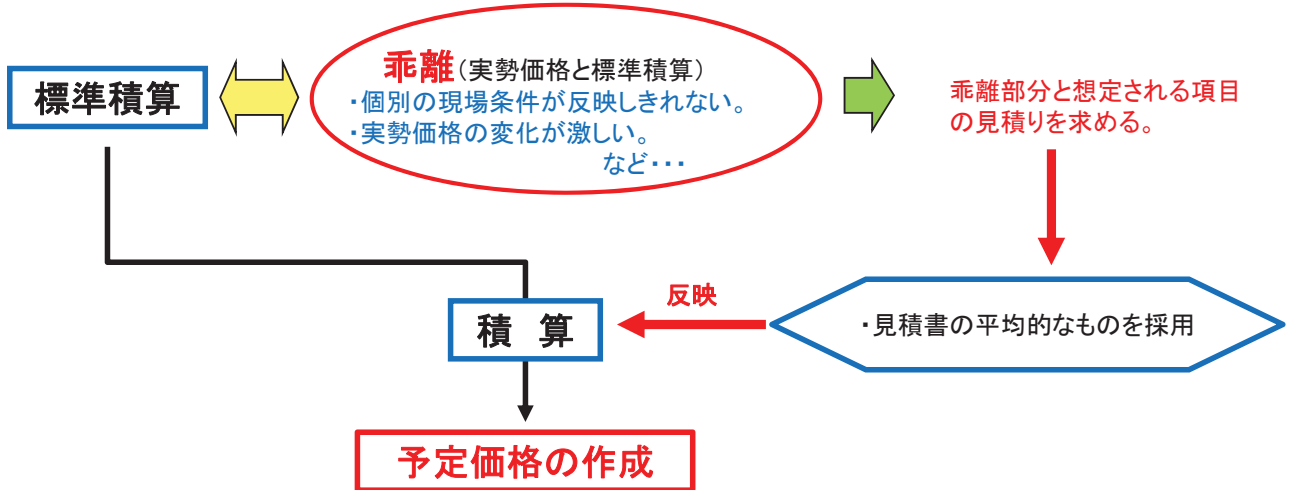 標準積算
乖離(実勢価格と標準積算)
・個別の現場条件が反映しきれない。
・実勢価格の変化が激しい。
など・・・
乖離部分と想定される項目
の見積りを求める。
反映
・見積書の平均的なものを採用
積 算
予定価格の作成